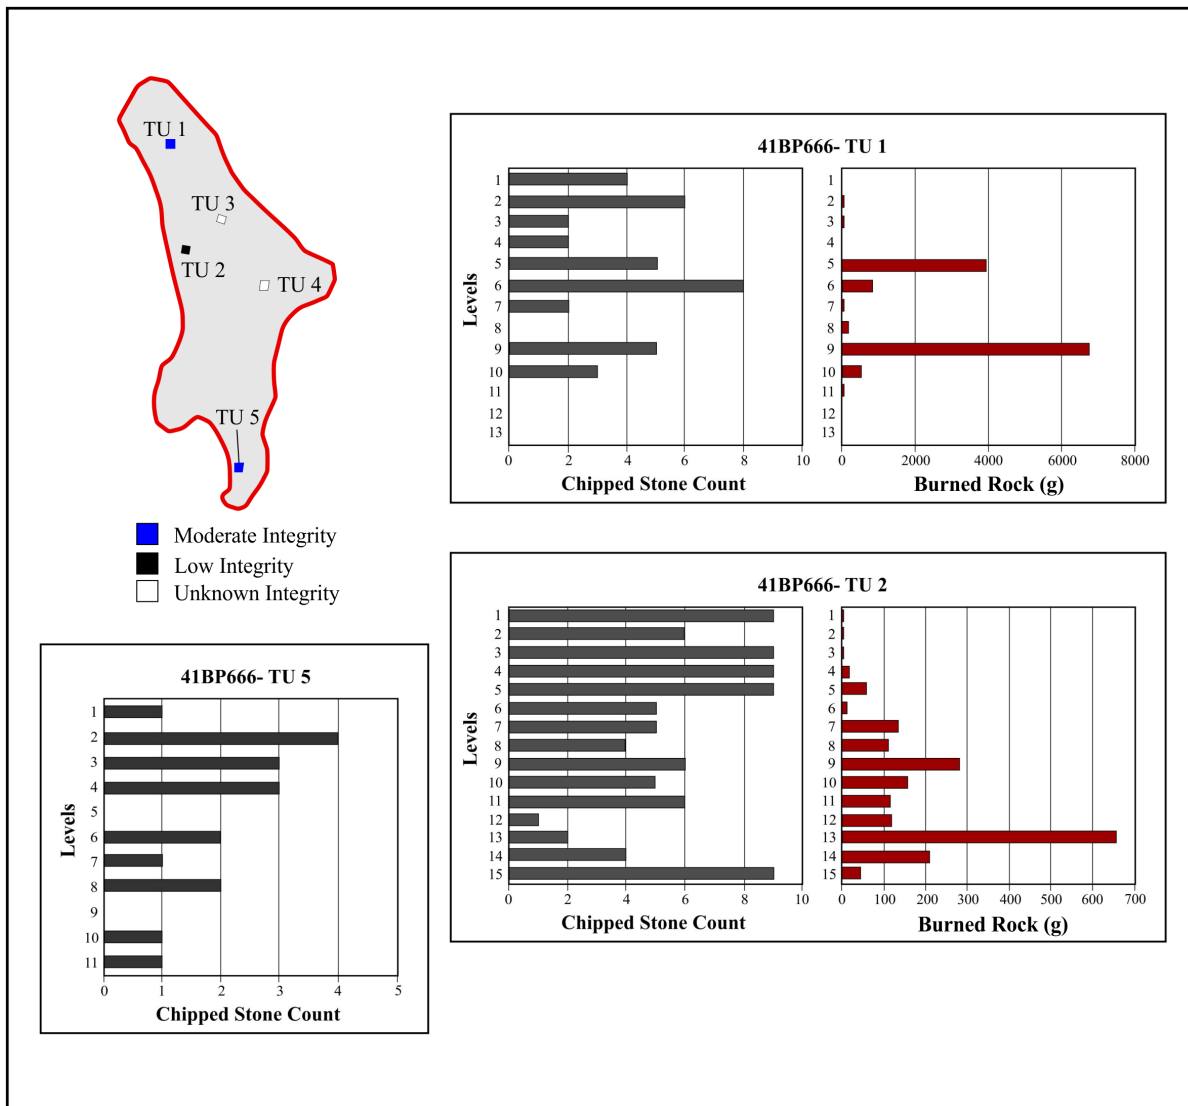 TU 1
TU 3
TU 2
TU 4
TU 5
Moderate Integrity
Low Integrity
Unknown Integrity
41BP666- TU 1
Levels
1
2
3
4
5
6
7
8
9
10
11
12
13
0 2 4 6 8 10
Chipped Stone Count
1
2
3
4
5
6
7
8
9
10
11
12
13
0 2000 4000 6000 8000
Burned Rock (g)
41BP666- TU 2
Levels
1
2
3
4
5
6
7
8
9
10
11
12
13
14
15
0 2 4 6 8 10
Chipped Stone Count
1
2
3
4
5
6
7
8
9
10
11
12
13
14
15
0 100 200 300 400 500 600 700
Burned Rock (g)
41BP666- TU 5
Levels
1
2
3
4
5
6
7
8
9
10
11
0 1 2 3 4 5
Chipped Stone Count